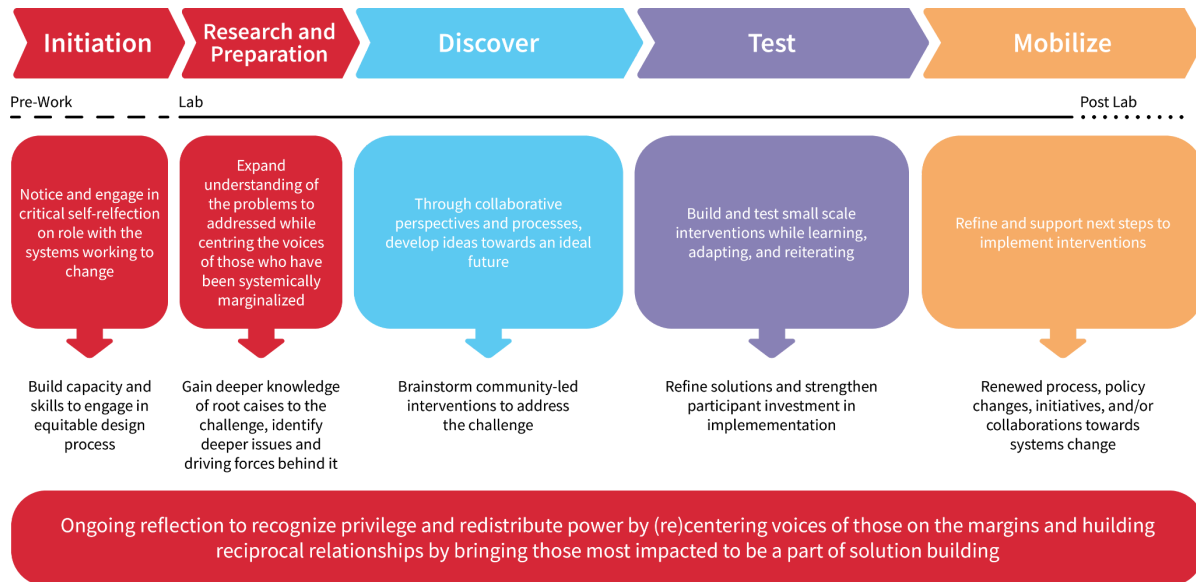 Initiation
Research and
Preparation
Discover
Test
Mobilize
Pre-Work
Lab
Post Lab
Notice and engage in
critical self-relfection
on role with the
systems working to
change
Expand
understanding of
the problems to
addressed while
centring the voices
of those who have
been systemically
marginalized
Through collaborative
perspectives and processes,
develop ideas towards an ideal
future
Build and test small scale
interventions while learning,
adapting, and reiterating
Refine and support next steps to
implement interventions
Build capacity and
skills to engage in
equitable design
process
Gain deeper knowledge
of root caises to the
challenge, identify
deeper issues and
driving forces behind it
Brainstorm community-led
interventions to address
the challenge
Refine solutions and strengthen
participant investment in
implemementation
Renewed process, policy
changes, initiatives, and/or
collaborations towards
systems change
Ongoing reflection to recognize privilege and redistribute power by (re)centering voices of those on the margins and huilding
reciprocal relationships by bringing those most impacted to be a part of solution building